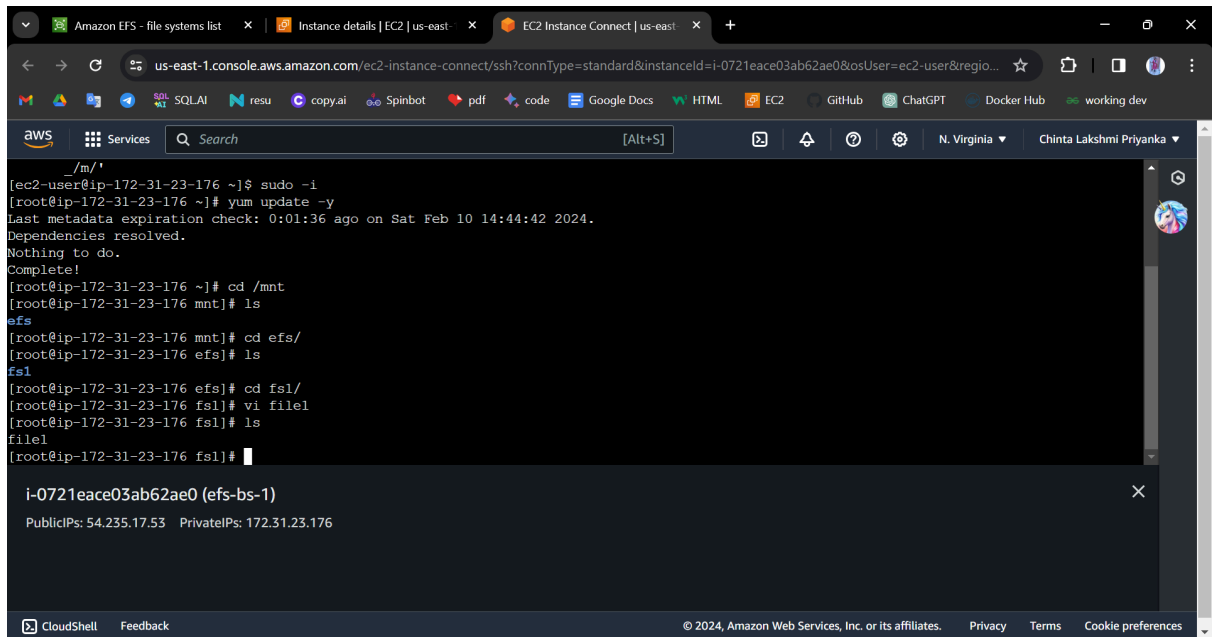 Amazon EFS - file systems list
Instance details | EC2 | us-east-1
EC2 Instance Connect | us-east-
us-east-1.console.aws.amazon.com/ec2-instance-connect/ssh?connType=standard&instanceId=i-0721eace03ab62ae0&osUser=ec2-user&regio...
SQL.AI resu copy.ai Spinbot pdf code Google Docs HTML EC2 GitHub ChatGPT Docker Hub working dev
aws Services Search [Alt+S] N. Virginia Chinta Lakshmi Priyanka
_/m/'
[ec2-user@ip-172-31-23-176 ~]$ sudo -i
[root@ip-172-31-23-176 ~]# yum update -y
Last metadata expiration check: 0:01:36 ago on Sat Feb 10 14:44:42 2024.
Dependencies resolved.
Nothing to do.
Complete!
[root@ip-172-31-23-176 ~]# cd /mnt
[root@ip-172-31-23-176 mnt]# ls
efs
[root@ip-172-31-23-176 mnt]# cd efs/
[root@ip-172-31-23-176 efs]# ls
fs1
[root@ip-172-31-23-176 efs]# cd fs1/
[root@ip-172-31-23-176 fs1]# vi file1
[root@ip-172-31-23-176 fs1]# ls
file1
[root@ip-172-31-23-176 fs1]#
i-0721eace03ab62ae0 (efs-bs-1)
PublicIPs: 54.235.17.53 PrivateIPs: 172.31.23.176
CloudShell Feedback © 2024, Amazon Web Services, Inc. or its affiliates. Privacy Terms Cookie preferences